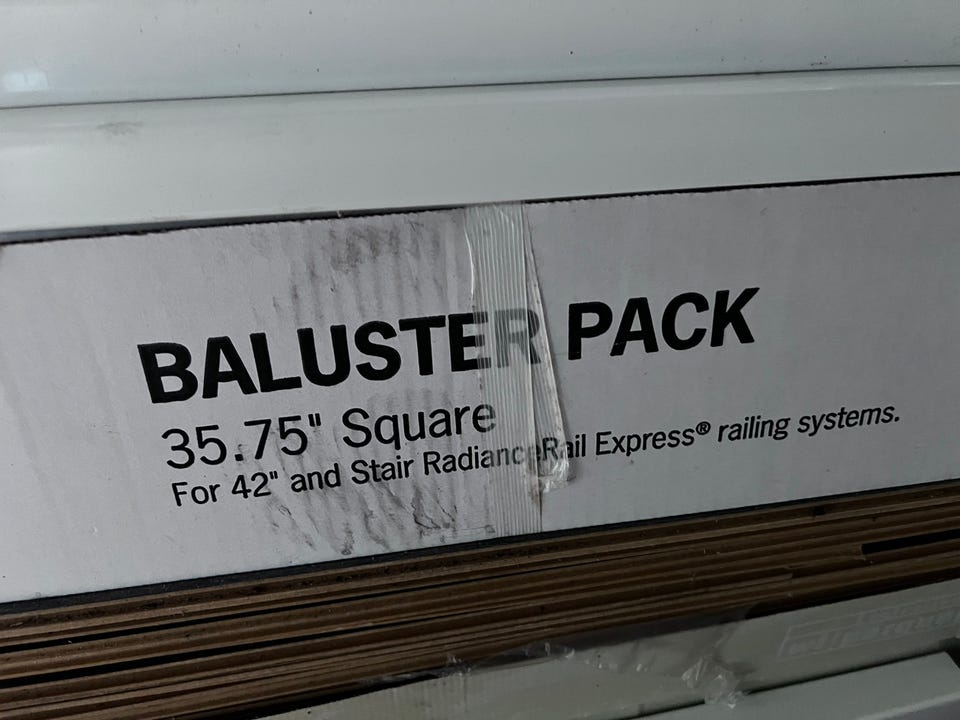 BALUSTER PACK
35.75" Square
For 42" and Stair RadianceRail Express® railing systems.